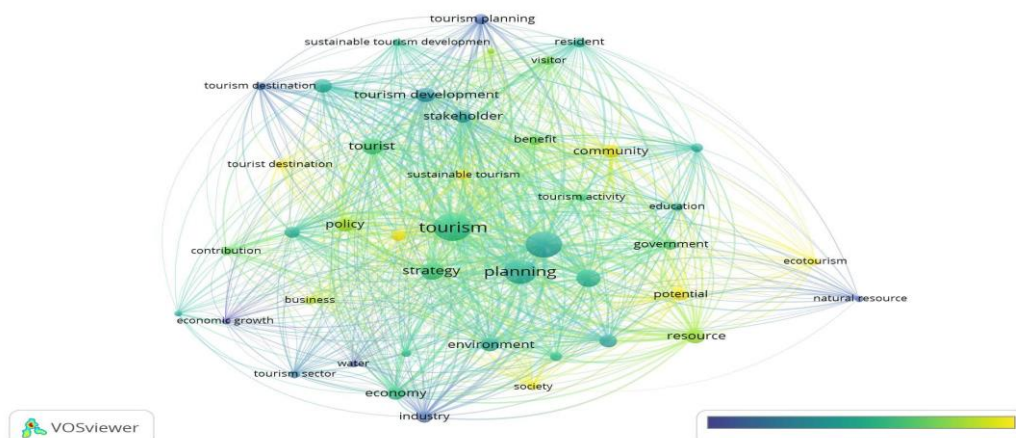 tourism planning
sustainable tourism developmen
resident
visitor
tourism destination
tourism development
stakeholder
benefit
tourist
community
tourist destination
sustainable tourism
tourism activity
education
policy
tourism
government
contribution
ecotourism
strategy
planning
potential
natural resource
business
economic growth
resource
environment
water
tourism sector
society
economy
industry
VOSviewer